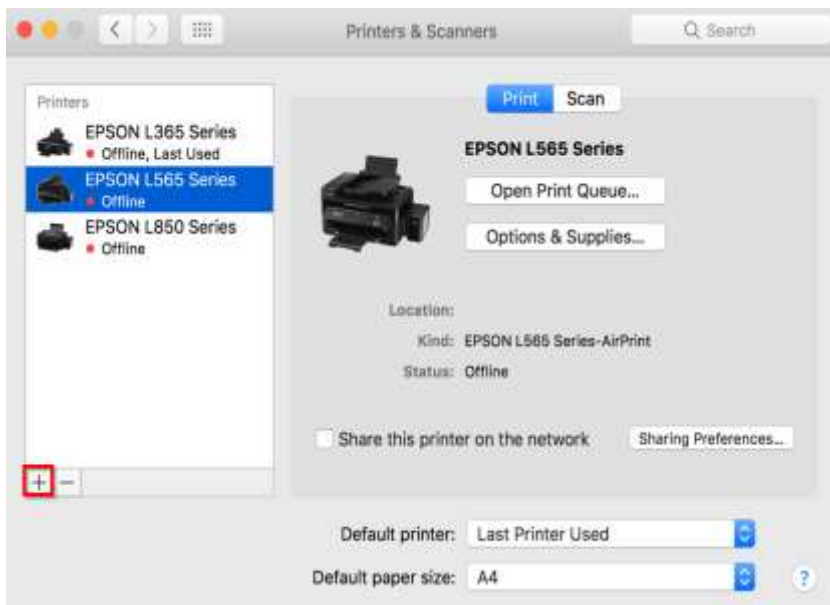 Printers & Scanners
Search
Printers
EPSON L365 Series
Offline, Last Used
EPSON L565 Series
Offline
EPSON L850 Series
Offline
+ −
Print Scan
EPSON L565 Series
Open Print Queue...
Options & Supplies...
Location:
Kind: EPSON L565 Series-AirPrint
Status: Offline
Share this printer on the network
Sharing Preferences...
Default printer: Last Printer Used
Default paper size: A4
?